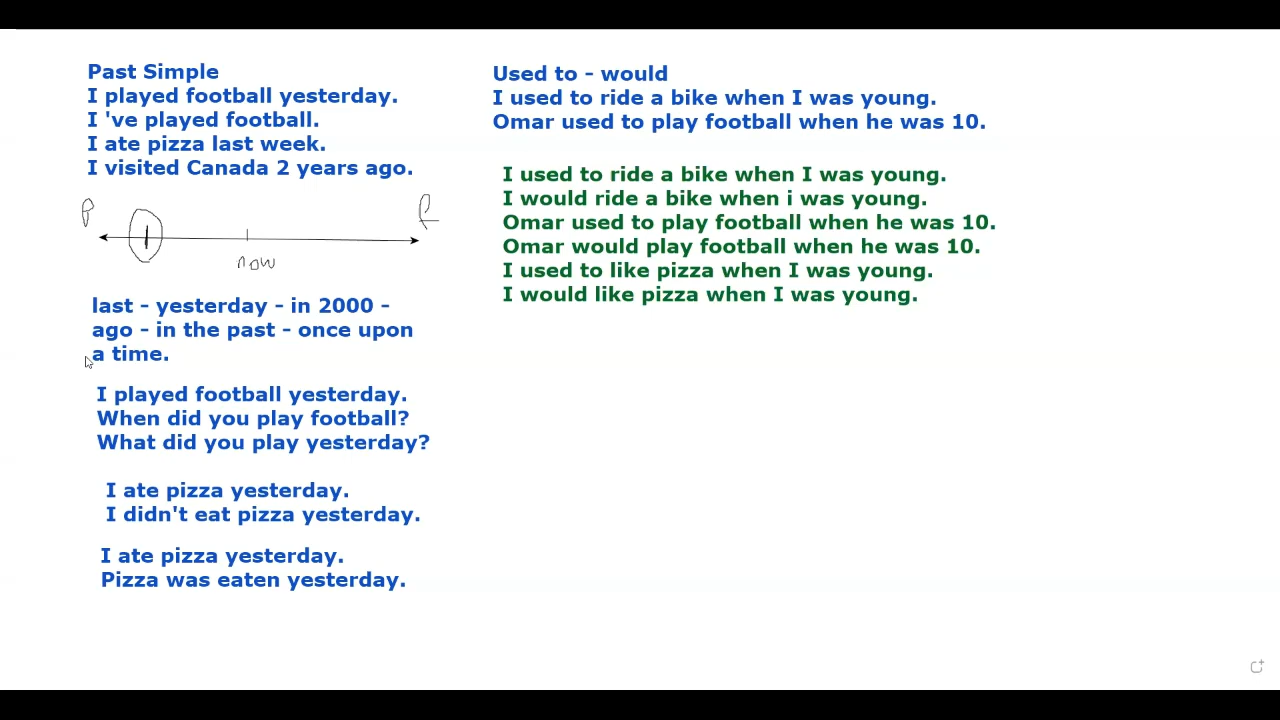 Past Simple
I played football yesterday.
I 've played football.
I ate pizza last week.
I visited Canada 2 years ago.
P
f
now
last - yesterday - in 2000 -
ago - in the past - once upon
a time.
I played football yesterday.
When did you play football?
What did you play yesterday?
I ate pizza yesterday.
I didn't eat pizza yesterday.
I ate pizza yesterday.
Pizza was eaten yesterday.
Used to - would
I used to ride a bike when I was young.
Omar used to play football when he was 10.
I used to ride a bike when I was young.
I would ride a bike when i was young.
Omar used to play football when he was 10.
Omar would play football when he was 10.
I used to like pizza when I was young.
I would like pizza when I was young.